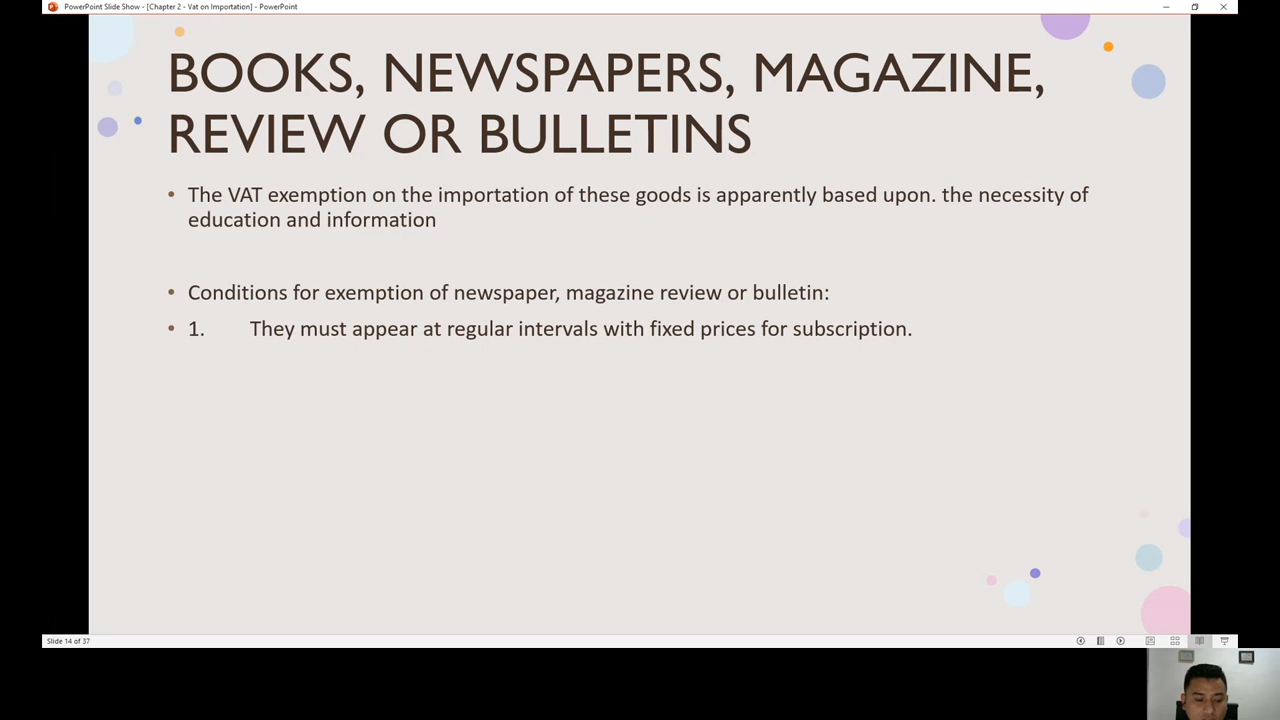 PowerPoint Slide Show - [Chapter 2 - Vat on Importation] - PowerPoint
BOOKS, NEWSPAPERS, MAGAZINE,
REVIEW OR BULLETINS
• The VAT exemption on the importation of these goods is apparently based upon. the necessity of
education and information
• Conditions for exemption of newspaper, magazine review or bulletin:
• 1. They must appear at regular intervals with fixed prices for subscription.
Slide 14 of 37